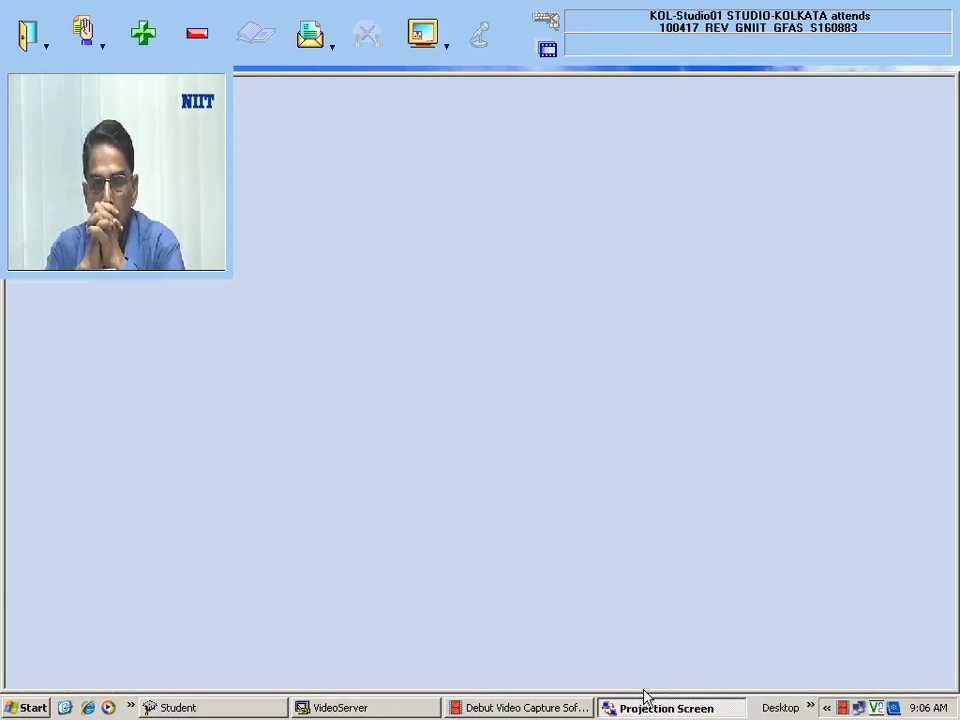 KOL-Studio01 STUDIO-KOLKATA attends
100417 REV GNIIT GFAS S160883
NIIT
Start
Student
VideoServer
Debut Video Capture Sof...
Projection Screen
Desktop
9:06 AM